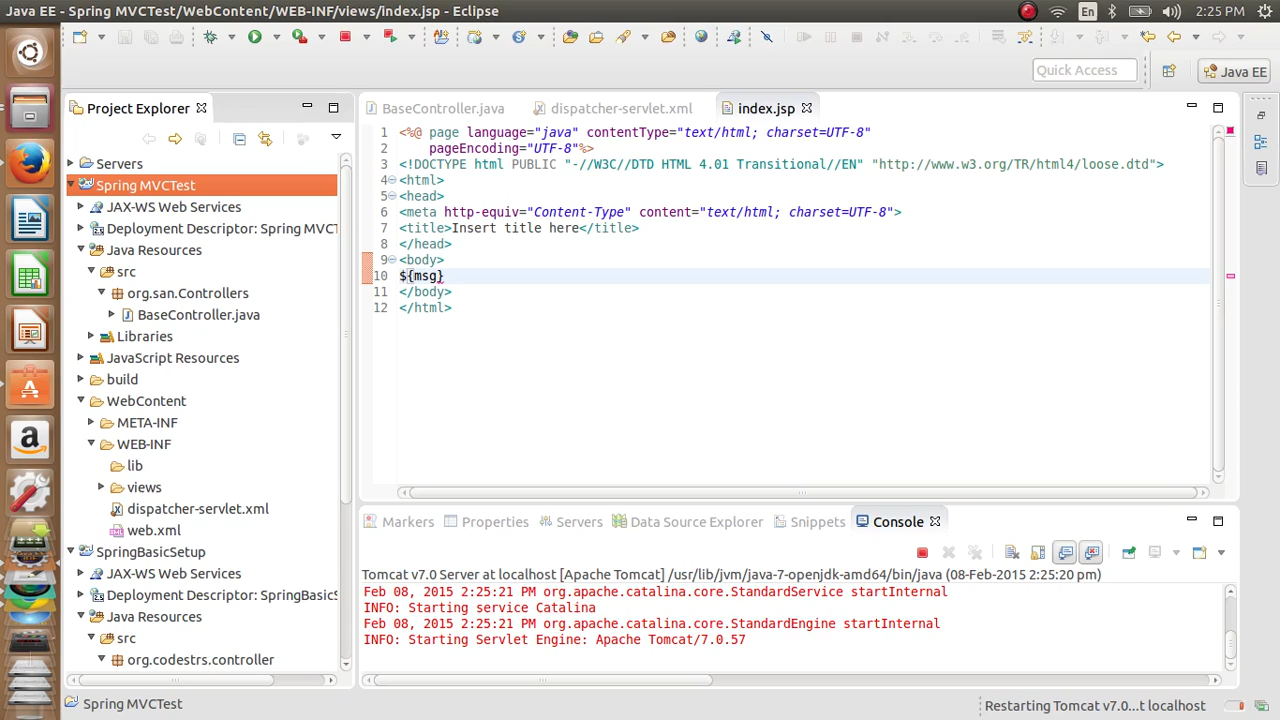 Java EE - Spring MVCTest/WebContent/WEB-INF/views/index.jsp - Eclipse
En
2:25 PM
Quick Access
Java EE
Project Explorer
BaseController.java
dispatcher-servlet.xml
index.jsp
Servers
Spring MVCTest
JAX-WS Web Services
Deployment Descriptor: Spring MVCT
Java Resources
src
org.san.Controllers
BaseController.java
Libraries
JavaScript Resources
build
WebContent
META-INF
WEB-INF
lib
views
dispatcher-servlet.xml
web.xml
SpringBasicSetup
JAX-WS Web Services
Deployment Descriptor: SpringBasicS
Java Resources
src
org.codestrs.controller
1 <%@ page language="java" contentType="text/html; charset=UTF-8"
2 pageEncoding="UTF-8"%>
3 <!DOCTYPE html PUBLIC "-//W3C//DTD HTML 4.01 Transitional//EN" "http://www.w3.org/TR/html4/loose.dtd">
4 <html>
5 <head>
6 <meta http-equiv="Content-Type" content="text/html; charset=UTF-8">
7 <title>Insert title here</title>
8 </head>
9 <body>
10 ${msg}
11 </body>
12 </html>
Markers
Properties
Servers
Data Source Explorer
Snippets
Console
Tomcat v7.0 Server at localhost [Apache Tomcat] /usr/lib/jvm/java-7-openjdk-amd64/bin/java (08-Feb-2015 2:25:20 PM)
Feb 08, 2015 2:25:21 PM org.apache.catalina.core.StandardService startInternal
INFO: Starting service Catalina
Feb 08, 2015 2:25:21 PM org.apache.catalina.core.StandardEngine startInternal
INFO: Starting Servlet Engine: Apache Tomcat/7.0.57
Spring MVCTest
Restarting Tomcat v7.0...t localhost